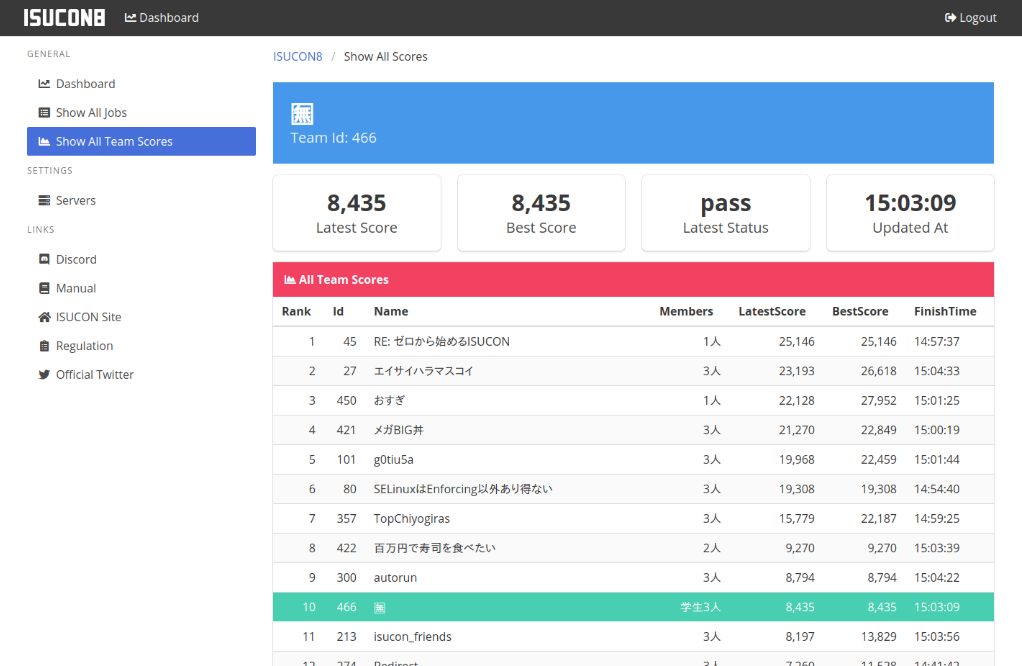 ISUCON8 Dashboard Logout
GENERAL
Dashboard
Show All Jobs
Show All Team Scores
SETTINGS
Servers
LINKS
Discord
Manual
ISUCON Site
Regulation
Official Twitter
ISUCON8 / Show All Scores
🈚
Team Id: 466
8,435
Latest Score
8,435
Best Score
pass
Latest Status
15:03:09
Updated At
All Team Scores
Rank Id Name Members LatestScore BestScore FinishTime
1 45 RE: ゼロから始めるISUCON 1人 25,146 25,146 14:57:37
2 27 エイサイハラマスコイ 3人 23,193 26,618 15:04:33
3 450 おすぎ 1人 22,128 27,952 15:01:25
4 421 メガBIG丼 3人 21,270 22,849 15:00:19
5 101 g0tiu5a 3人 19,968 22,459 15:01:44
6 80 SELinuxはEnforcing以外あり得ない 3人 19,308 19,308 14:54:40
7 357 TopChiyogiras 3人 15,779 22,187 14:59:25
8 422 百万円で寿司を食べたい 2人 9,270 9,270 15:03:39
9 300 autorun 3人 8,794 8,794 15:04:22
10 466 🈚 学生3人 8,435 8,435 15:03:09
11 213 isucon_friends 3人 8,197 13,829 15:03:56
12 274 Redirect 3人 7,260 11,528 14:41:42